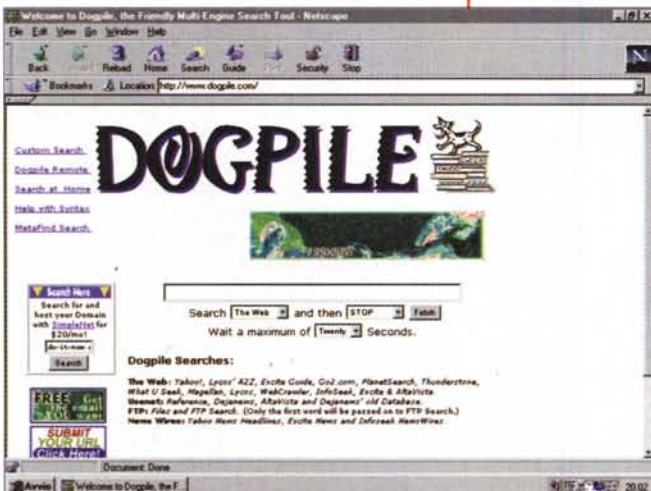 Welcome to Dogpile, the Friendly Multi-Engine Search Tool - Netscape
File Edit View Go Window Help
Back Reload Home Search Guide Security Stop
N
Bookmarks Location: http://www.dogpile.com/
Custom Search
Dogpile Remote
Search at Home
Help with Syntax
MetaFind Search
DOGPILE
Search Here
Search for and
host your Domain
with SimpleNet for
$20/mo!
Search
Search The Web and then STOP Fetch
Wait a maximum of Twenty Seconds.
Dogpile Searches:
The Web: Yahoo!, Lycos' A2Z, Excite Guide, Go2.com, PlanetSearch, Thunderstone,
What U Seek, Magellan, Lycos, WebCrawler, InfoSeek, Excite & AltaVista.
Usenet: Reference, Dejanews, AltaVista and Dejanews' old Database.
FTP: Filez and FTP Search. (Only the first word will be passed on to FTP Search.)
News Wires: Yahoo News Headlines, Excite News and Infoseek NewsWires.
FREE Get
the email
YOU want
SUBMIT
YOUR URL
Click Here!
Document: Done
Avvio Welcome to Dogpile, the F
20.02